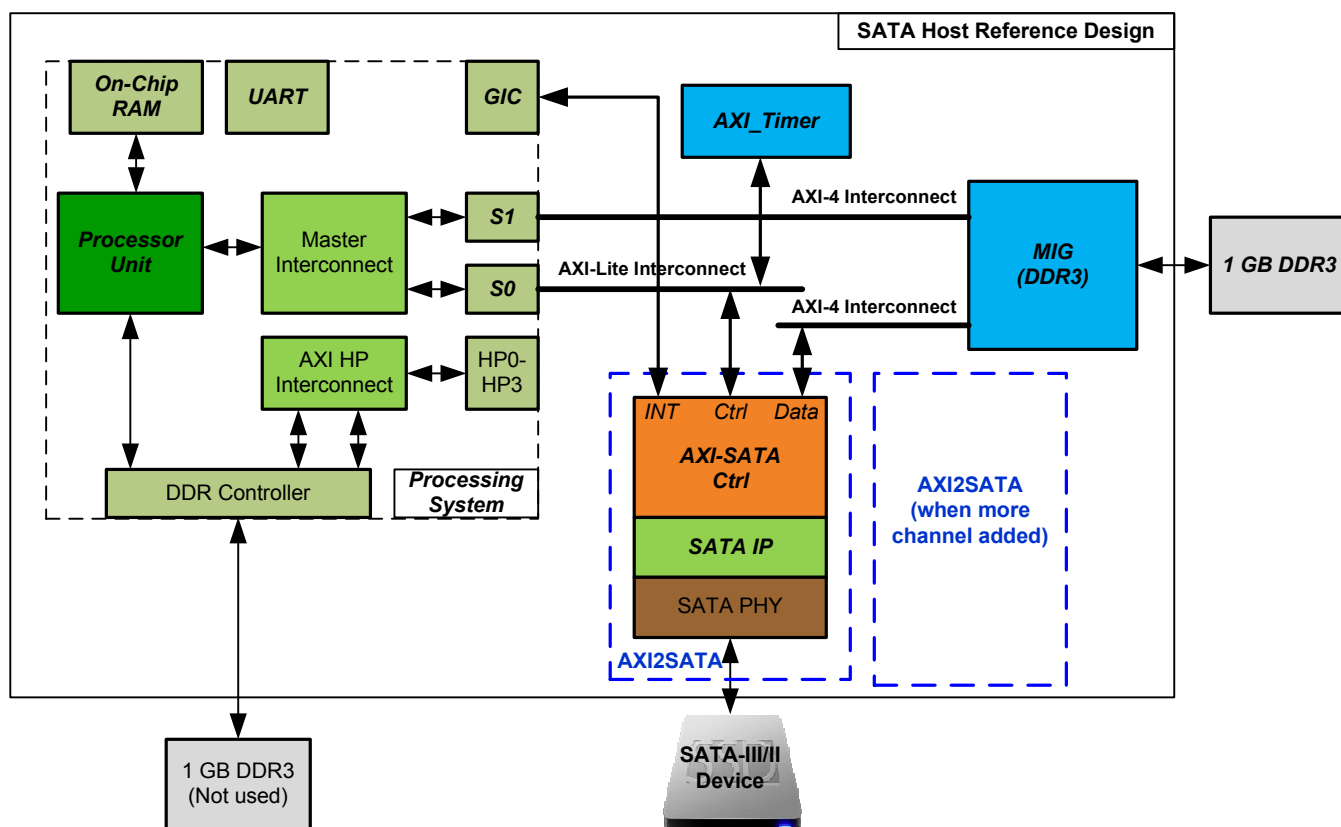 SATA Host Reference Design
On-Chip
RAM
UART
GIC
AXI_Timer
AXI-4 Interconnect
Processor
Unit
Master
Interconnect
S1
MIG
(DDR3)
1 GB DDR3
AXI-Lite Interconnect
S0
AXI-4 Interconnect
AXI HP
Interconnect
HP0-
HP3
INT Ctrl Data
AXI-SATA
Ctrl
DDR Controller
Processing
System
AXI2SATA
(when more
channel added)
SATA IP
SATA PHY
AXI2SATA
SSD
SATA-III/II
Device
1 GB DDR3
(Not used)